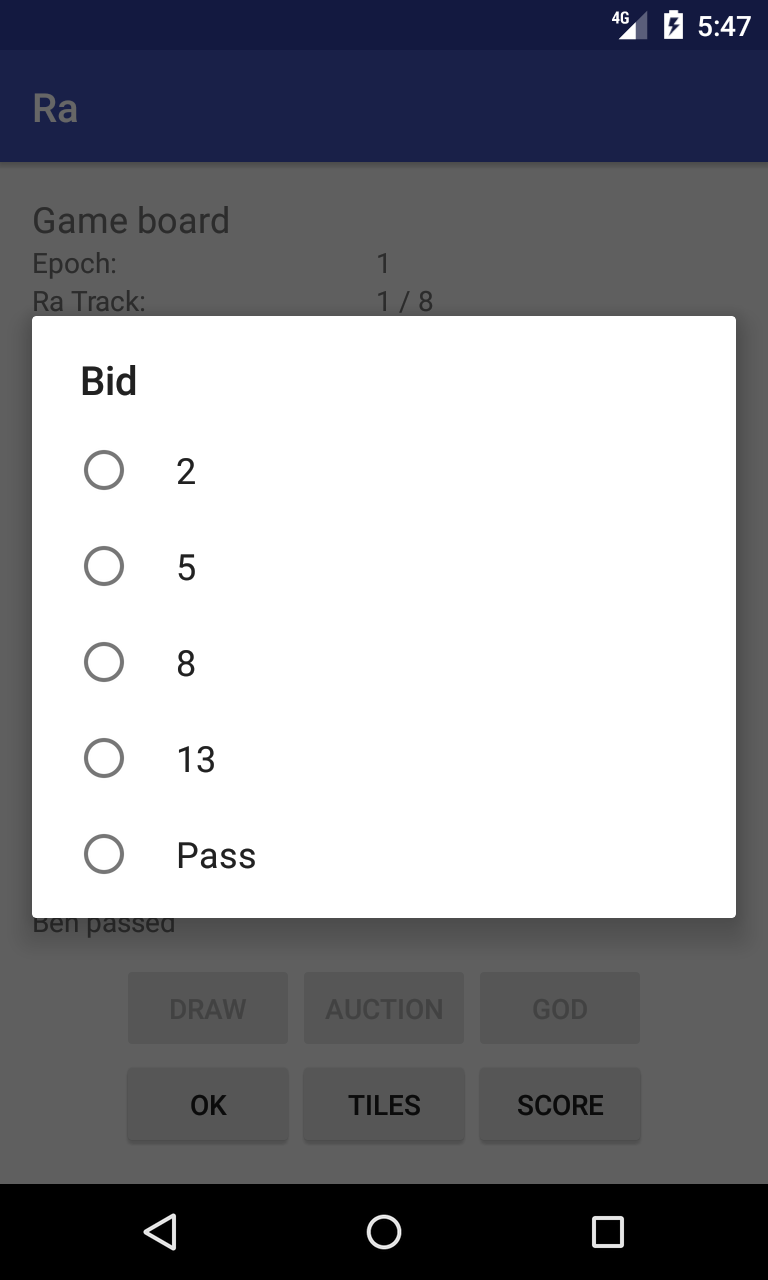 4G 5:47
Ra
Game board
Epoch: 1
Ra Track: 1 / 8
Bid
2
5
8
13
Pass
Ben passed
DRAW AUCTION GOD
OK TILES SCORE